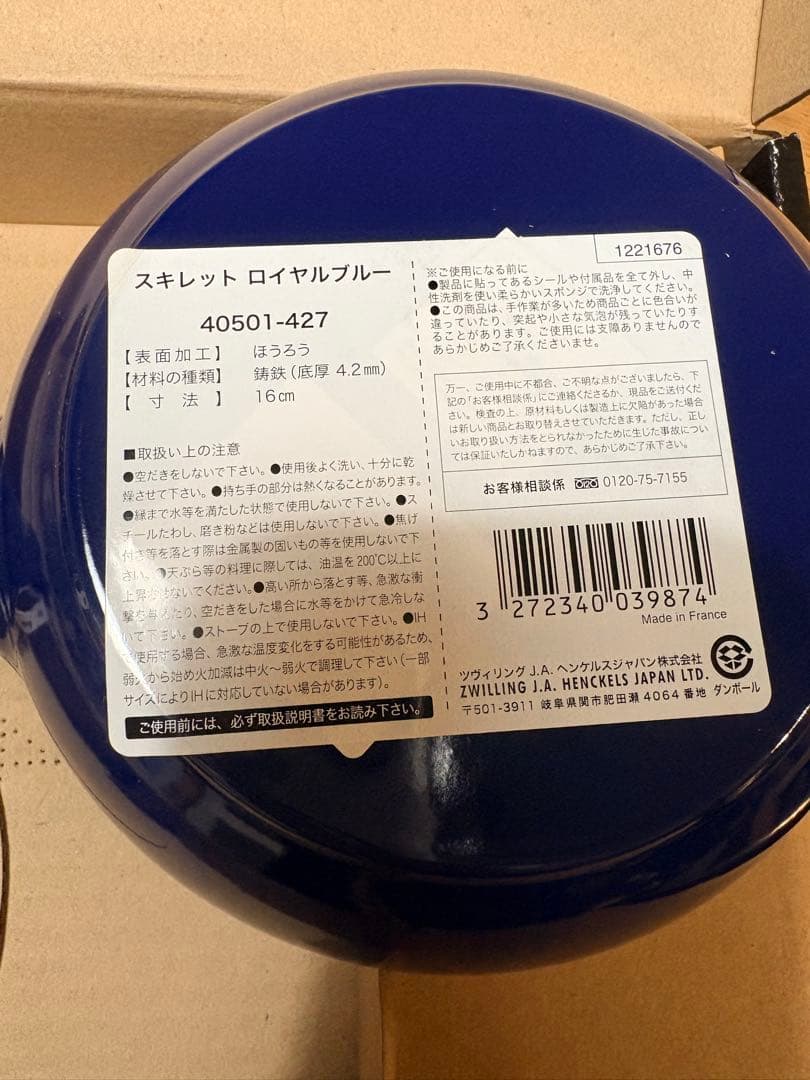 スキレット ロイヤルブルー
40501-427
【表面加工】 ほうろう
【材料の種類】 鋳鉄（底厚 4.2㎜）
【 寸 法 】 16㎝
■取扱い上の注意
●空だきをしないで下さい。●使用後よく洗い、十分に乾
燥させて下さい。●持ち手の部分は熱くなることがあります。
●縁まで水等を満たした状態で使用しないで下さい。●ス
チールたわし、磨き粉などは使用しないで下さい。●焦げ
付き等を落とす際は金属製の固いもの等を使用しないで下
さい。●天ぷら等の料理に際しては、油温を200℃以上に
上昇させないでください。●高い所から落とす等、急激な衝
撃を与えたり、空だきをした場合に水等をかけて急冷しな
いで下さい。●ストーブの上で使用しないで下さい。●IH
で使用する場合、急激な温度変化をする可能性があるため、
弱火から始め火加減は中火〜弱火で調理して下さい（一部
サイズによりIHに対応していない場合があります）。
ご使用前には、必ず取扱説明書をお読み下さい。
1221676
※ご使用になる前に
●製品に貼ってあるシールや付属品を全て外し、中
性洗剤を使い柔らかいスポンジで洗浄してください。
●この商品は、手作業が多いため商品ごとに色合いが
違っていたり、突起や小さな気泡が残っていたりす
ることがあります。ご使用には支障ありませんので
あらかじめご了承くださいませ。
万一、ご使用中に不都合、ご不明な点がございましたら、下
記の「お客様相談係」にご連絡くださるか、現品をご送付くだ
さい。検査の上、原材料もしくは製造上に欠陥があった場合
は新しい商品とお取り替えさせていただきます。ただし、正し
いお取り扱い方法をとられなかったために生じた事故につい
ては保証いたしかねますので、あらかじめご了承下さい。
お客様相談係 0120-75-7155
3 272340 039874
Made in France
ツヴィリング J.A. ヘンケルスジャパン株式会社
ZWILLING J.A. HENCKELS JAPAN LTD.
〒501-3911 岐阜県関市肥田瀬 4064 番地
ダンボール